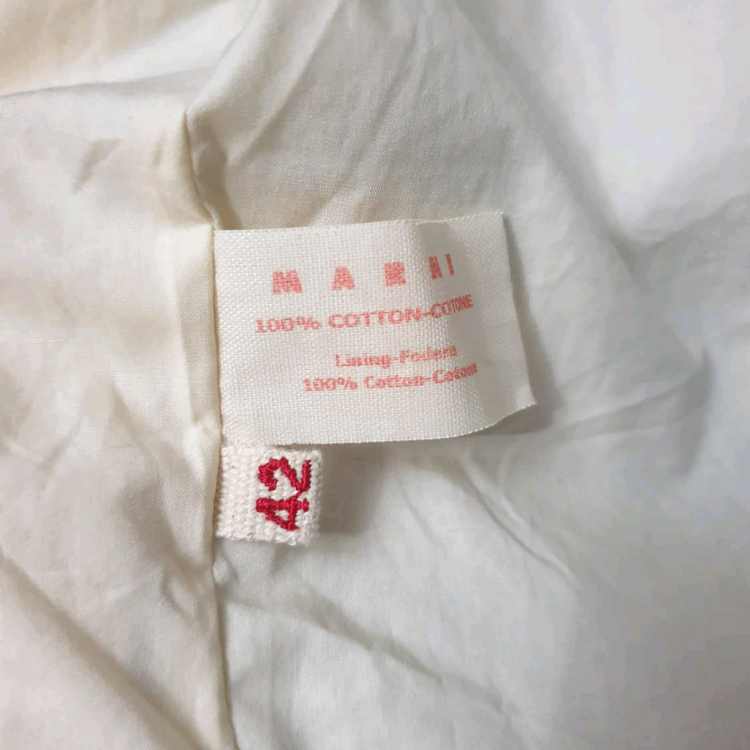 MARNI
100% COTTON-COTONE
Lining-Fodera
100% Cotton-Cotone
42